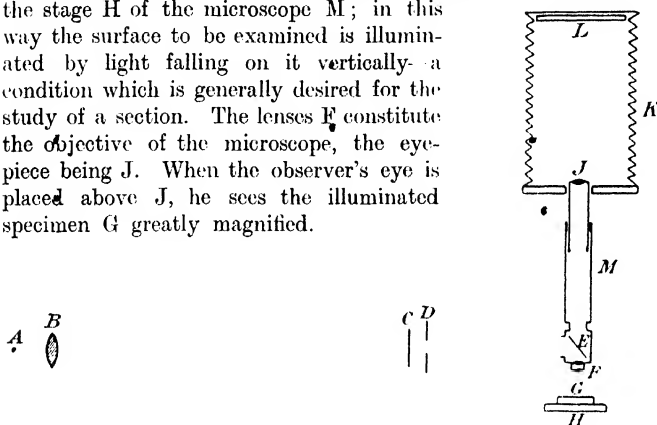 the stage H of the microscope M; in this
way the surface to be examined is illumin-
ated by light falling on it vertically- a
condition which is generally desired for the
study of a section. The lenses F constitute
the objective of the microscope, the eye-
piece being J. When the observer's eye is
placed above J, he sees the illuminated
specimen G greatly magnified.
L
K
J
M
A
B
C D
E
F
G
H